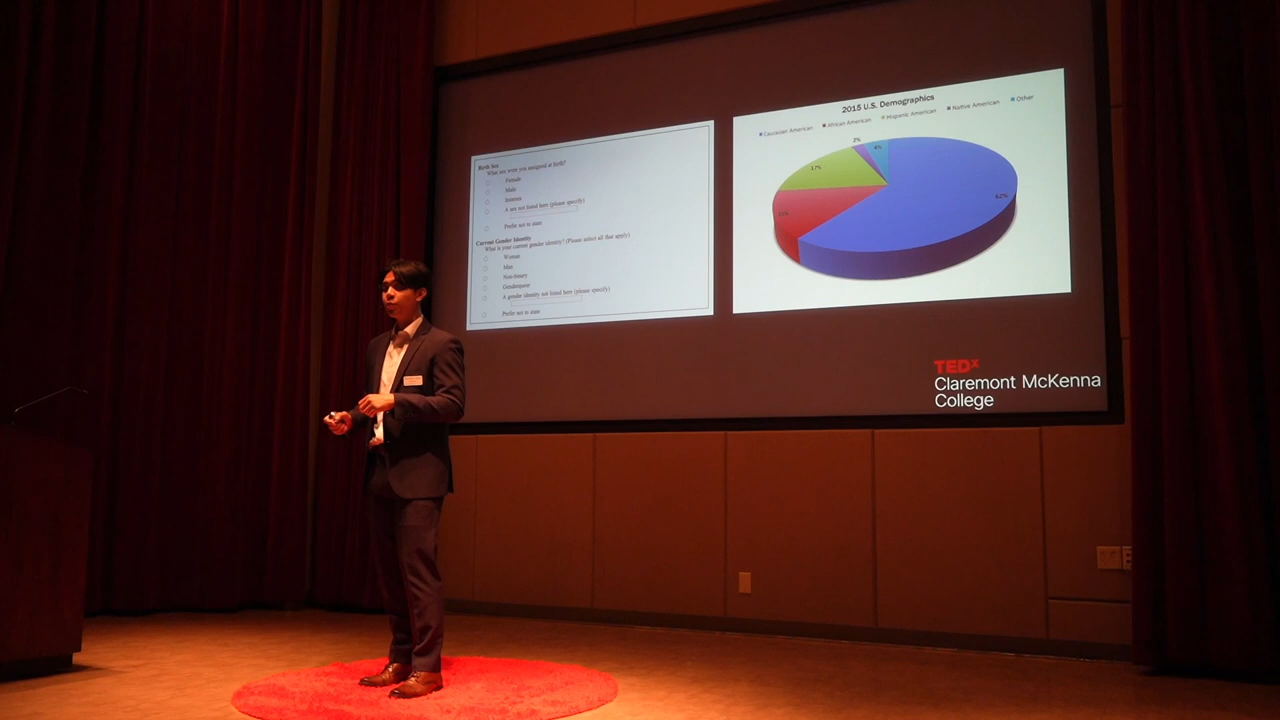 Birth Sex
What sex were you assigned at birth?
Female
Male
Intersex
A sex not listed here (please specify)
Prefer not to state
Current Gender Identity
What is your current gender identity? (Please select all that apply)
Woman
Man
Non-binary
Genderqueer
A gender identity not listed here (please specify)
Prefer not to state
2015 U.S. Demographics
Caucasian American African American Hispanic American Native American Other
2%
4%
17%
62%
TEDx
Claremont McKenna
College